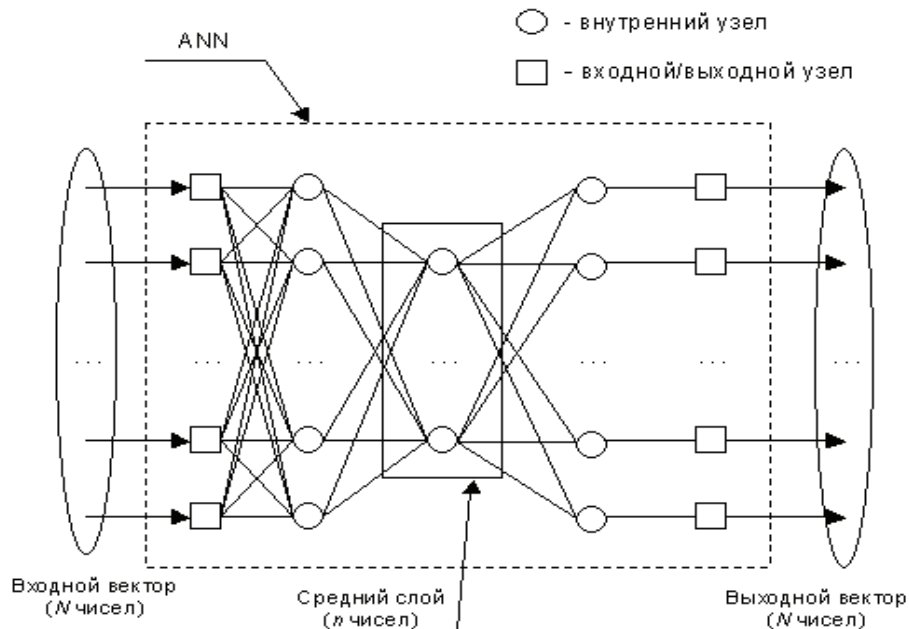 ANN
- внутренний узел
- входной/выходной узел
... ... ... ... ... ... ...
Входной вектор
(N чисел)
Средний слой
(n чисел)
Выходной вектор
(N чисел)